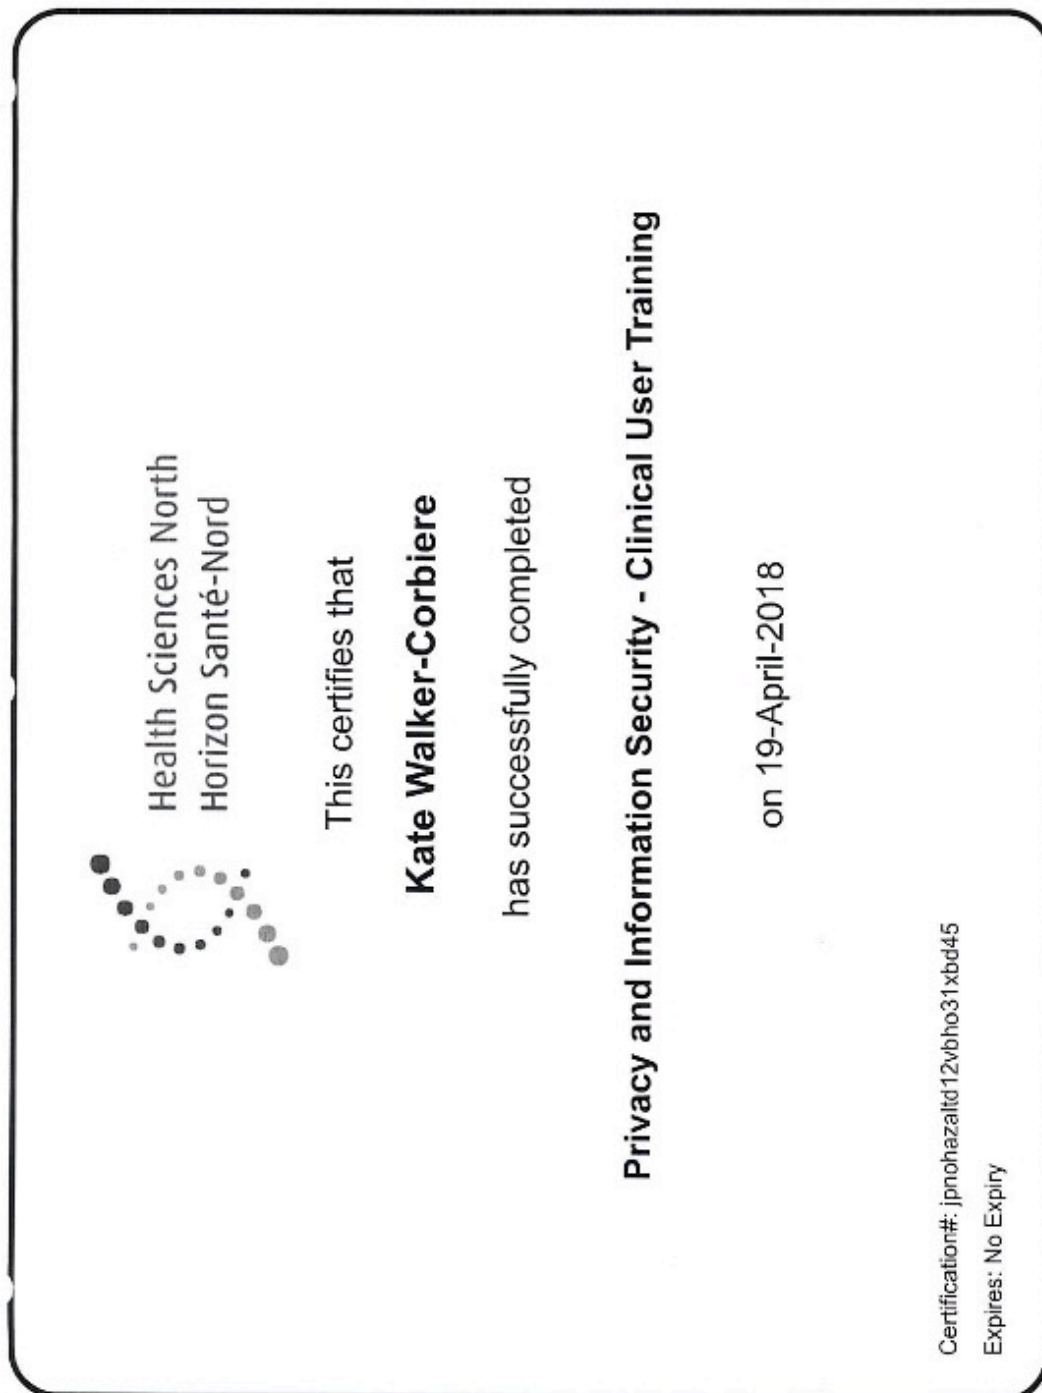 Health Sciences North
Horizon Santé-Nord
This certifies that
Kate Walker-Corbiere
has successfully completed
Privacy and Information Security - Clinical User Training
on 19-April-2018
Certification#: jpnohazaltd12vbho31xbd45
Expires: No Expiry